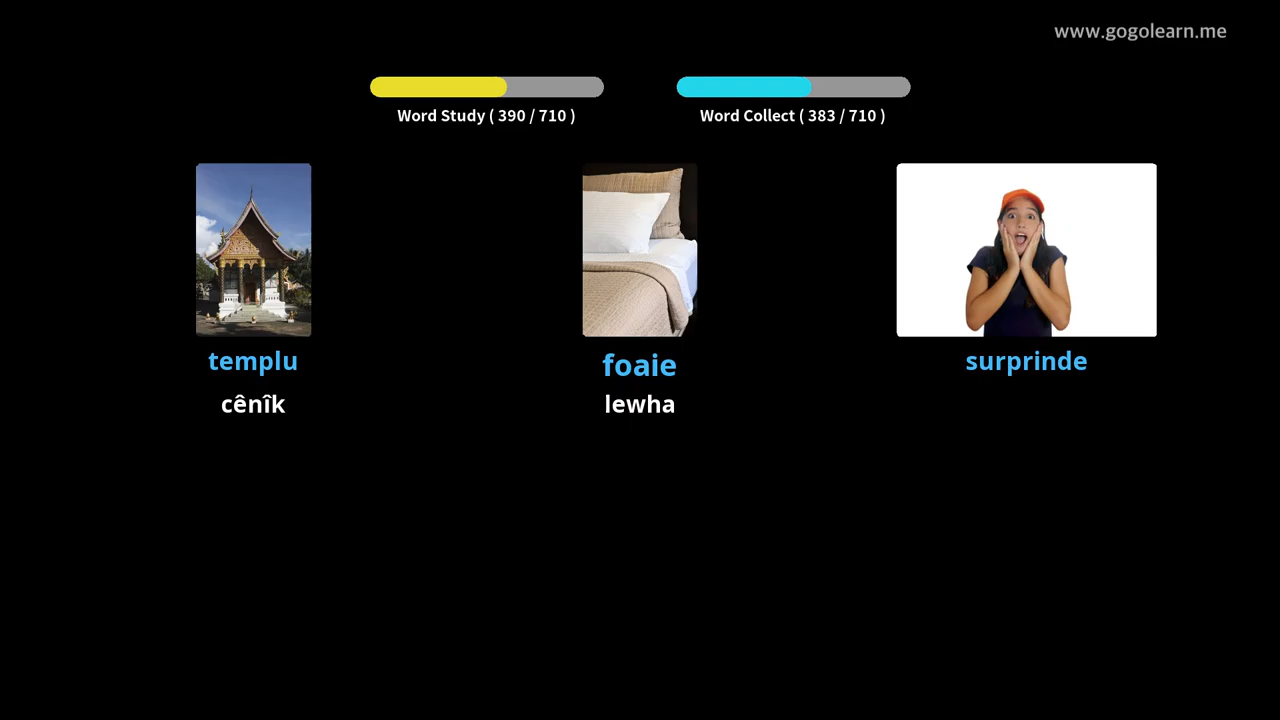 www.gogolearn.me
Word Study ( 390 / 710 )
Word Collect ( 383 / 710 )
templu
foaie
surprinde
cênîk
lewha